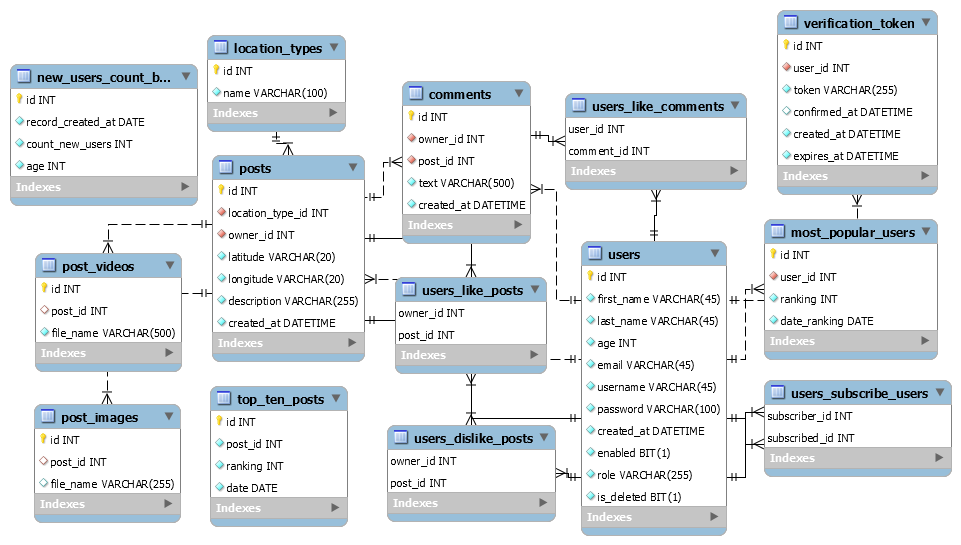 new_users_count_b...
id INT
record_created_at DATE
count_new_users INT
age INT
Indexes
location_types
id INT
name VARCHAR(100)
Indexes
comments
id INT
owner_id INT
post_id INT
text VARCHAR(500)
created_at DATETIME
Indexes
users_like_comments
user_id INT
comment_id INT
Indexes
verification_token
id INT
user_id INT
token VARCHAR(255)
confirmed_at DATETIME
created_at DATETIME
expires_at DATETIME
Indexes
posts
id INT
location_type_id INT
owner_id INT
latitude VARCHAR(20)
longitude VARCHAR(20)
description VARCHAR(255)
created_at DATETIME
Indexes
post_videos
id INT
post_id INT
file_name VARCHAR(500)
Indexes
users_like_posts
owner_id INT
post_id INT
Indexes
users
id INT
first_name VARCHAR(45)
last_name VARCHAR(45)
age INT
email VARCHAR(45)
username VARCHAR(45)
password VARCHAR(100)
created_at DATETIME
enabled BIT(1)
role VARCHAR(255)
is_deleted BIT(1)
Indexes
most_popular_users
id INT
user_id INT
ranking INT
date_ranking DATE
Indexes
post_images
id INT
post_id INT
file_name VARCHAR(255)
Indexes
top_ten_posts
id INT
post_id INT
ranking INT
date DATE
Indexes
users_dislike_posts
owner_id INT
post_id INT
Indexes
users_subscribe_users
subscriber_id INT
subscribed_id INT
Indexes